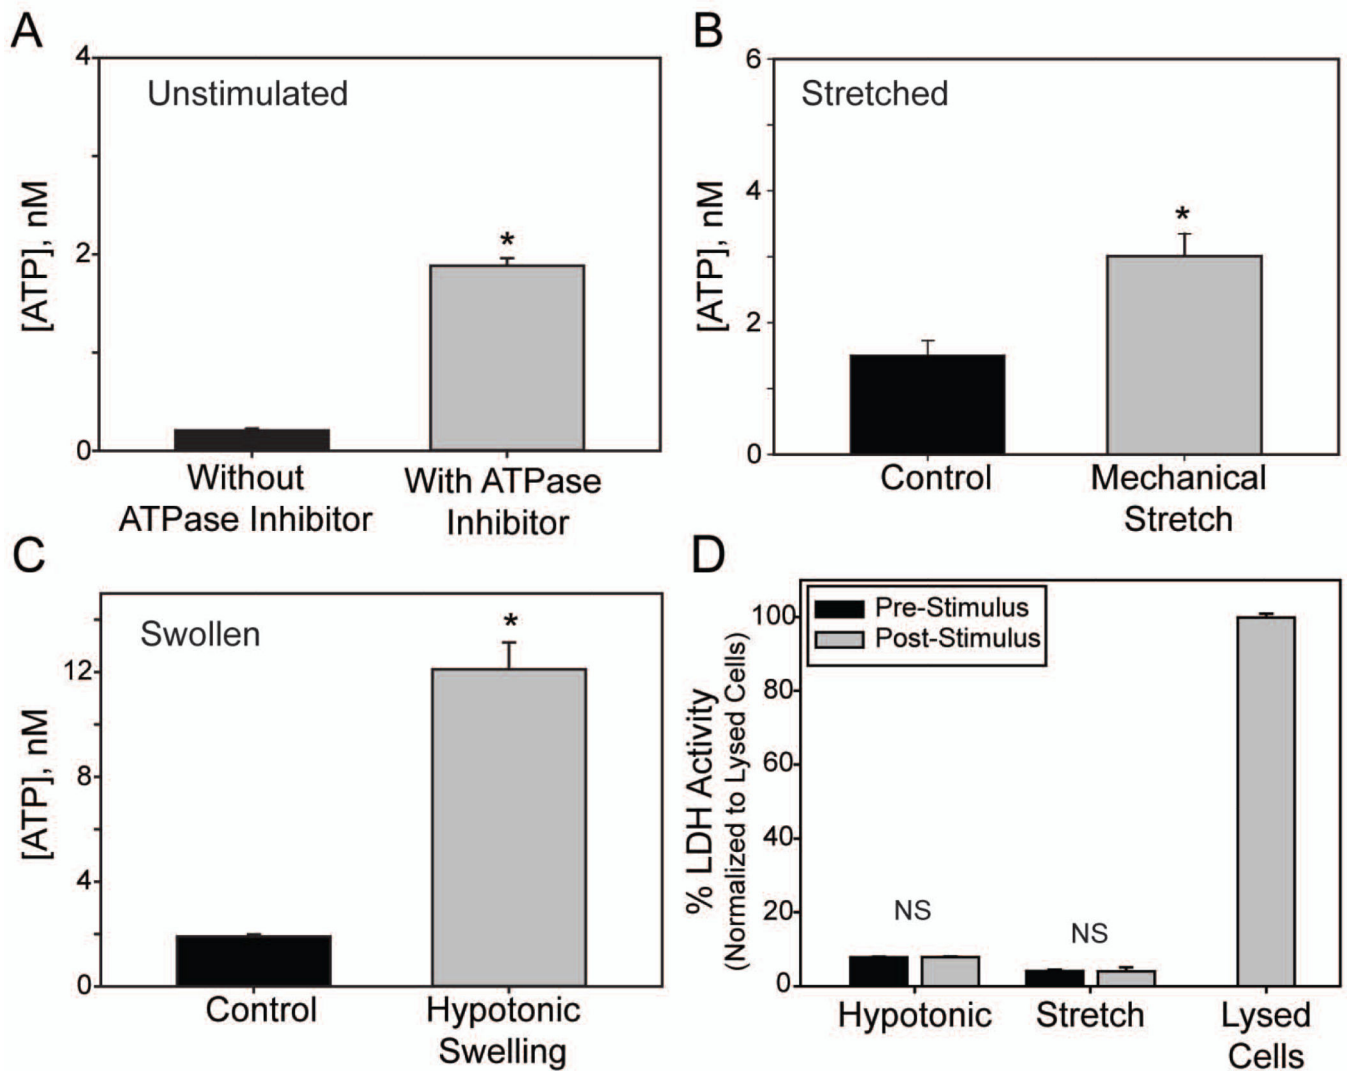 A
Unstimulated
[ATP], nM
4
2
0
*
Without
ATPase Inhibitor
With ATPase
Inhibitor
B
Stretched
[ATP], nM
6
4
2
0
*
Control
Mechanical
Stretch
C
Swollen
[ATP], nM
12
8
4
0
*
Control
Hypotonic
Swelling
D
Pre-Stimulus
Post-Stimulus
% LDH Activity
(Normalized to Lysed Cells)
100
80
60
40
20
0
NS
NS
Hypotonic
Stretch
Lysed
Cells